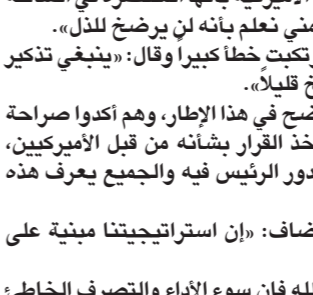 منى نعلم بأنه لن يرضخ للذل».
رتكبت خطأ كبيراً وقال: «ينبغي تذكير
خ قليلاً».
ضح في هذا الإطار، وهم أكدوا صراحة
خذ القرار بشأنه من قبل الأميركيين،
دور الرئيس فيه والجميع يعرف هذه
ضاف: «إن استراتيجيتنا مبنية على
لله فإن سوء الأداء والتصرف الخاطئ